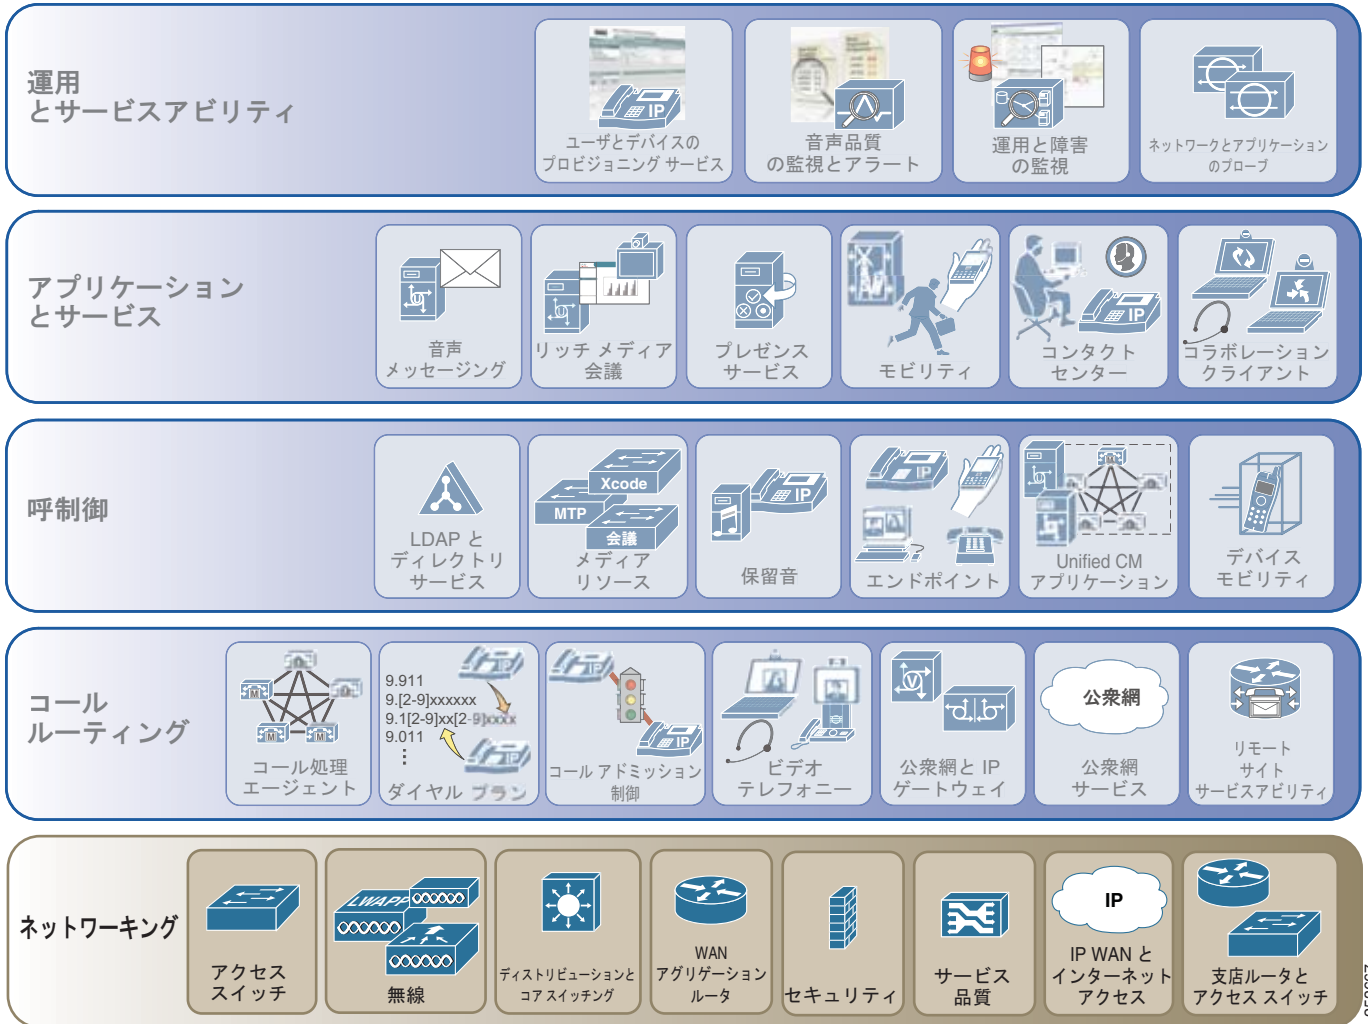 運用
とサービスアビリティ
IP
ユーザとデバイスの
プロビジョニング サービス
音声品質
の監視とアラート
運用と障害
の監視
ネットワークとアプリケーション
のプローブ
アプリケーション
とサービス
音声
メッセージング
リッチ メディア
会議
プレゼンス
サービス
モビリティ
IP
コンタクト
センター
コラボレーション
クライアント
呼制御
LDAP と
ディレクトリ
サービス
Xcode
MTP
会議
メディア
リソース
IP
保留音
IP
エンドポイント
Unified CM
アプリケーション
デバイス
モビリティ
コール
ルーティング
M
M
M
コール処理
エージェント
9.911
9.[2-9]xxxxxx
9.1[2-9]xx[2-9]xxxx
9.011
⋮
IP
IP
ダイヤル プラン
IP
IP
コール アドミッション
制御
ビデオ
テレフォニー
V
公衆網と IP
ゲートウェイ
公衆網
公衆網
サービス
リモート
サイト
サービスアビリティ
ネットワーキング
アクセス
スイッチ
LWAPP
無線
ディストリビューションと
コア スイッチング
WAN
アグリゲーション
ルータ
セキュリティ
サービス
品質
IP
IP WAN と
インターネット
アクセス
支店ルータと
アクセス スイッチ